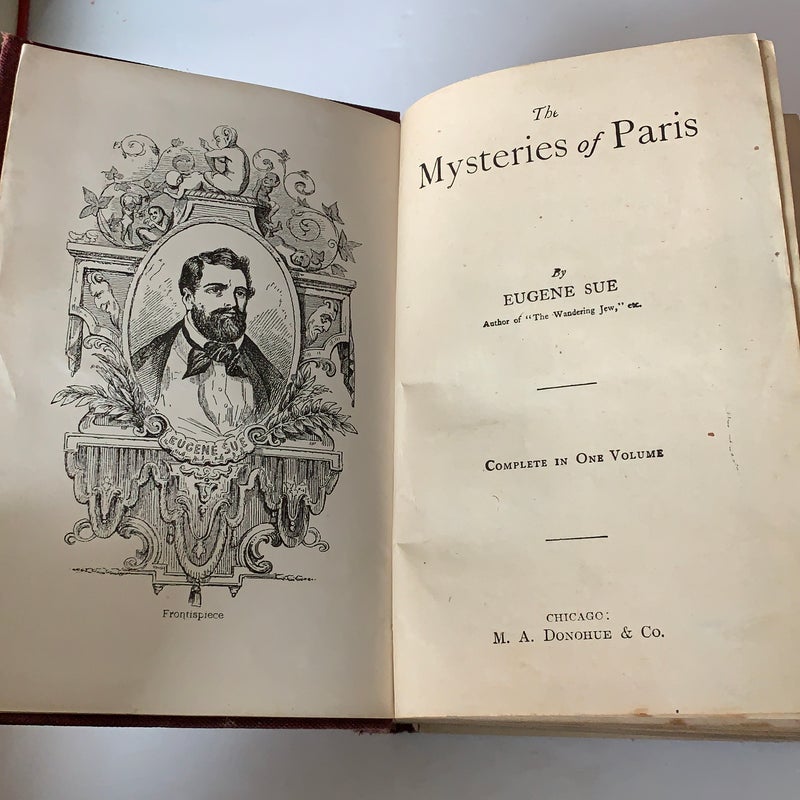 EUGENE SUE
Frontispiece
The
Mysteries of Paris
By
EUGENE SUE
Author of "The Wandering Jew," etc.
COMPLETE IN ONE VOLUME
CHICAGO:
M. A. DONOHUE & CO.